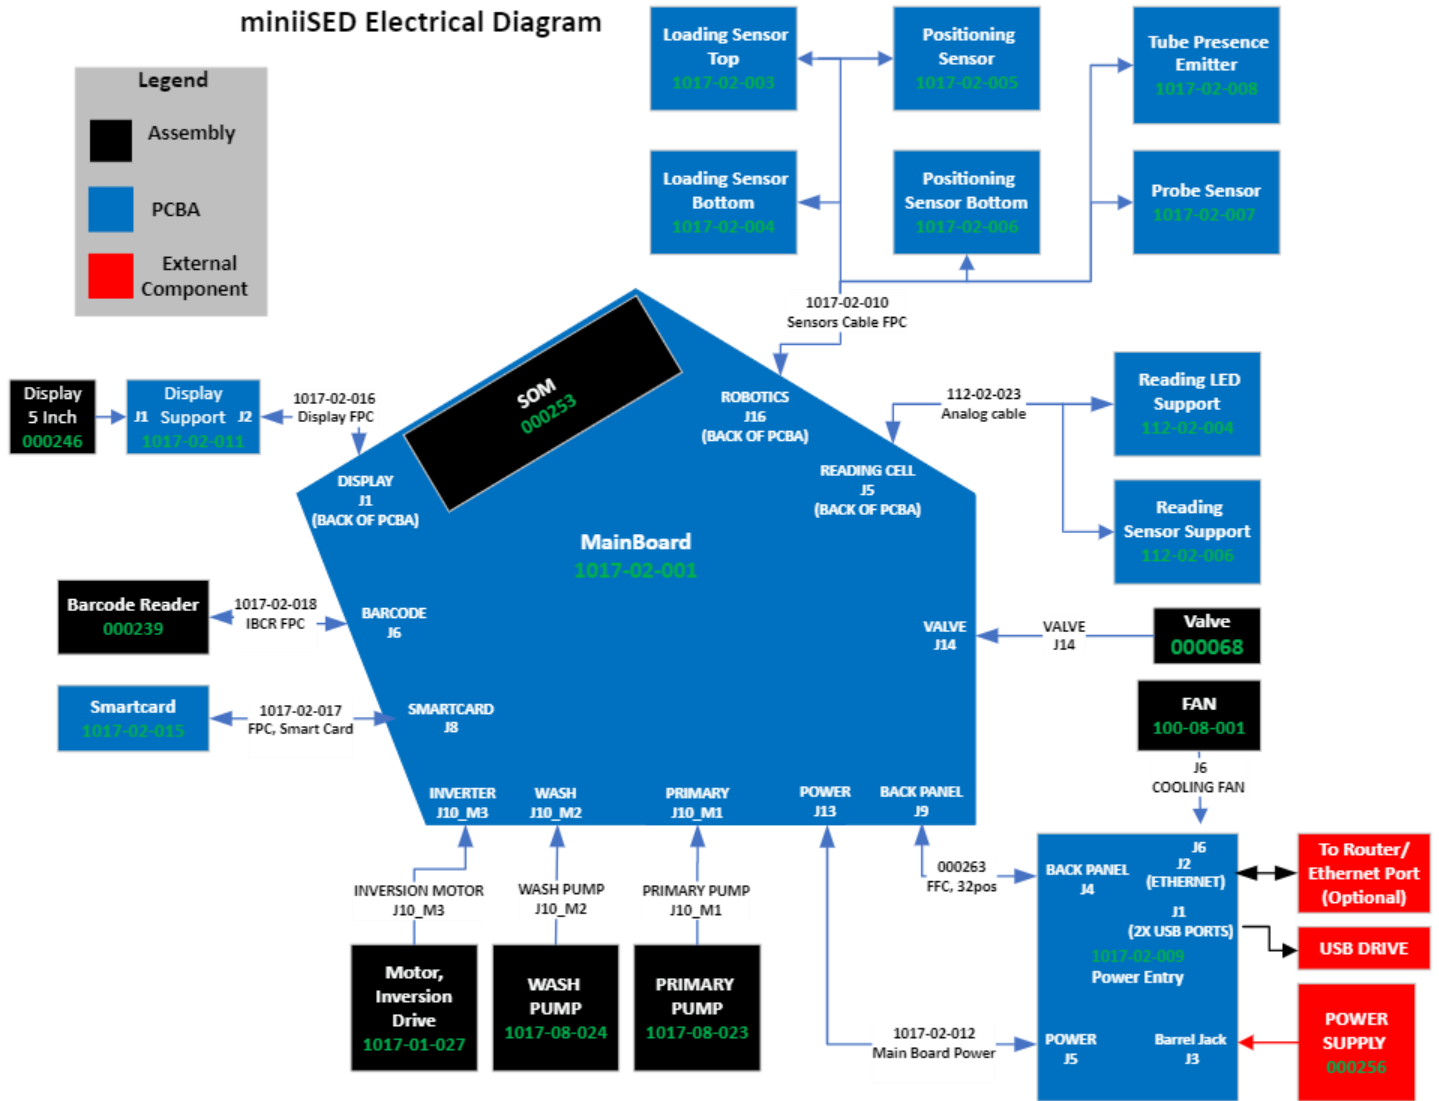 miniiSED Electrical Diagram
Legend
Assembly
PCBA
External
Component
Loading Sensor
Top
1017-02-003
Positioning
Sensor
1017-02-005
Tube Presence
Emitter
1017-02-008
Loading Sensor
Bottom
1017-02-004
Positioning
Sensor Bottom
1017-02-006
Probe Sensor
1017-02-007
1017-02-010
Sensors Cable FPC
Display
5 Inch
000246
Display
J1 Support J2
1017-02-011
1017-02-016
Display FPC
SOM
000253
ROBOTICS
J16
(BACK OF PCBA)
112-02-023
Analog cable
Reading LED
Support
112-02-004
READING CELL
J5
(BACK OF PCBA)
DISPLAY
J1
(BACK OF PCBA)
Reading
Sensor Support
112-02-006
MainBoard
1017-02-001
Barcode Reader
000239
1017-02-018
IBCR FPC
BARCODE
J6
VALVE
J14
VALVE
J14
Valve
000068
Smartcard
1017-02-015
1017-02-017
FPC, Smart Card
SMARTCARD
J8
FAN
100-08-001
J6
COOLING FAN
INVERTER
J10_M3
WASH
J10_M2
PRIMARY
J10_M1
POWER
J13
BACK PANEL
J9
INVERSION MOTOR
J10_M3
WASH PUMP
J10_M2
PRIMARY PUMP
J10_M1
000263
FFC, 32pos
BACK PANEL
J4
J6
J2
(ETHERNET)
To Router/
Ethernet Port
(Optional)
J1
(2X USB PORTS)
USB DRIVE
1017-02-009
Power Entry
Motor,
Inversion
Drive
1017-01-027
WASH
PUMP
1017-08-024
PRIMARY
PUMP
1017-08-023
1017-02-012
Main Board Power
POWER
J5
Barrel Jack
J3
POWER
SUPPLY
000256